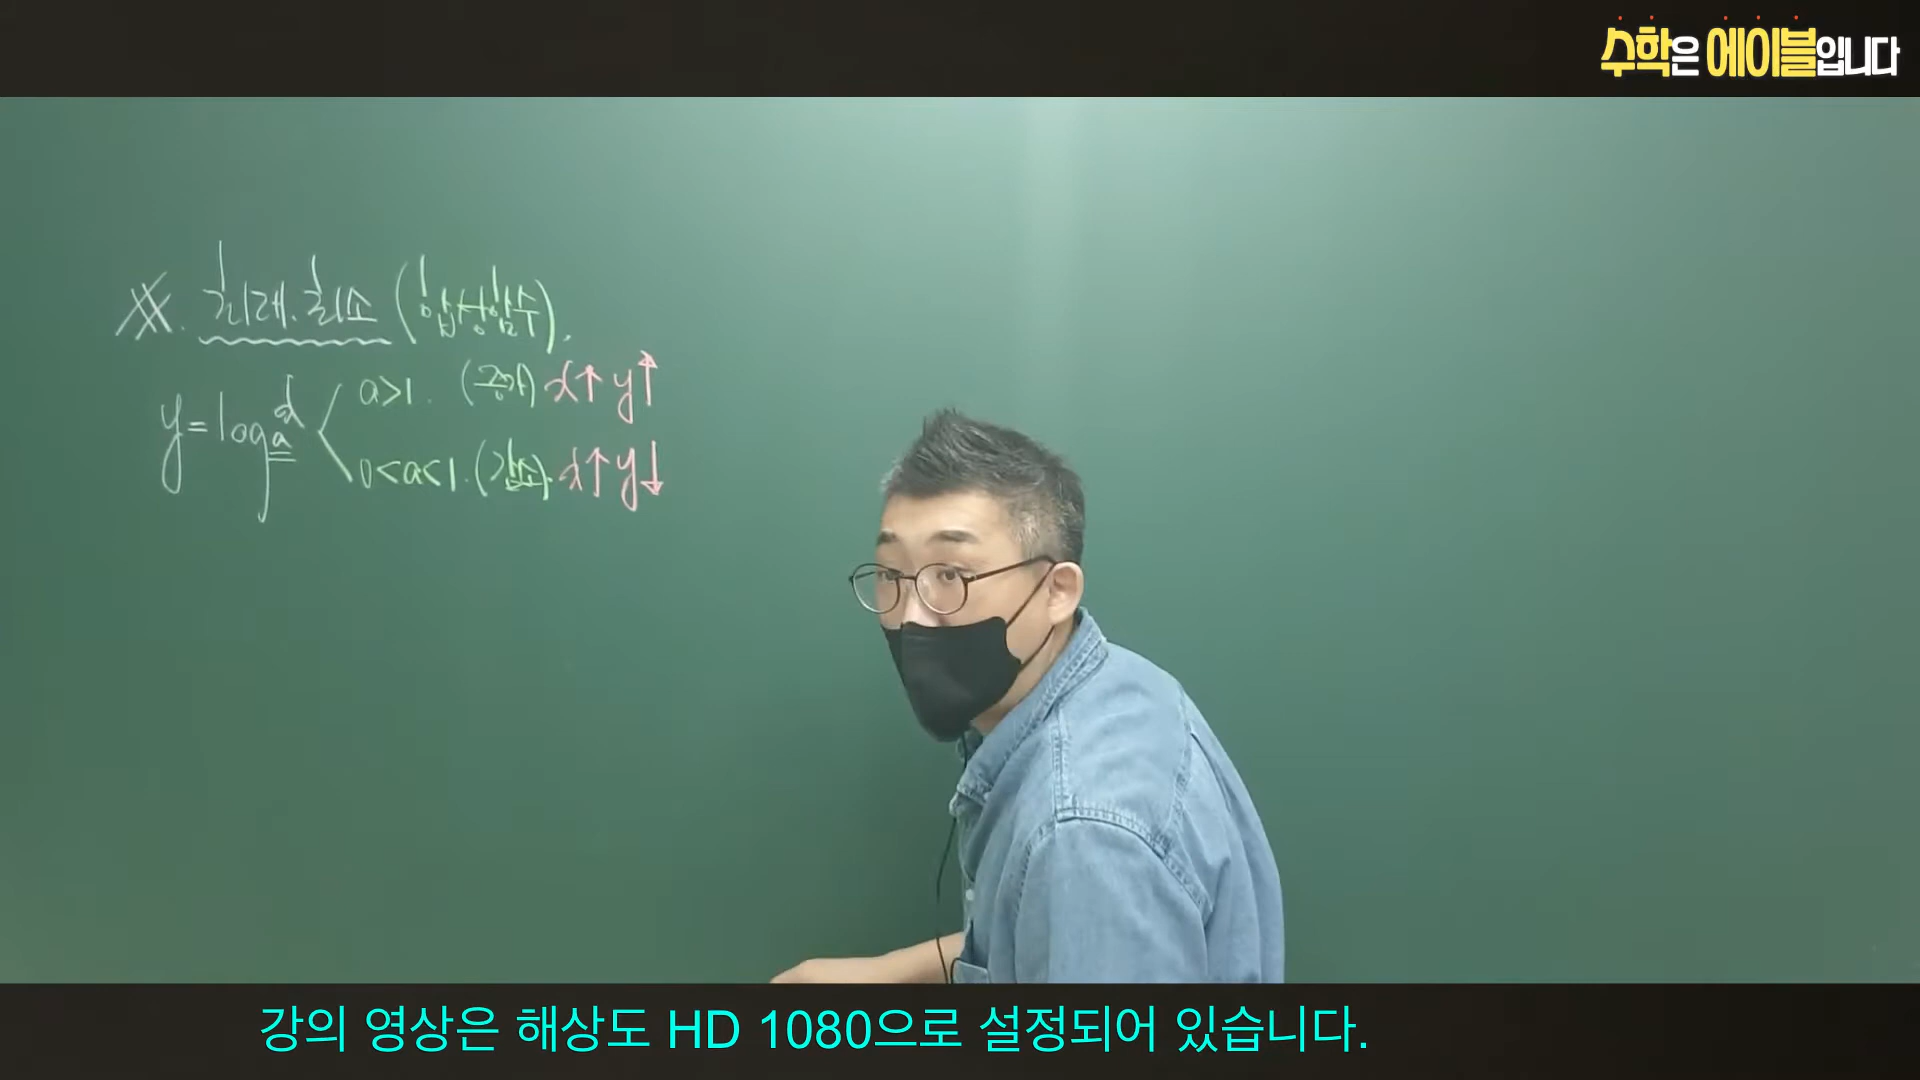 수학은 에이블입니다
※. 최대.최소 (합성함수).
y=logₐx
a>1. (증가) x↑ y↑
0<a<1. (감소). x↑ y↓
강의 영상은 해상도 HD 1080으로 설정되어 있습니다.